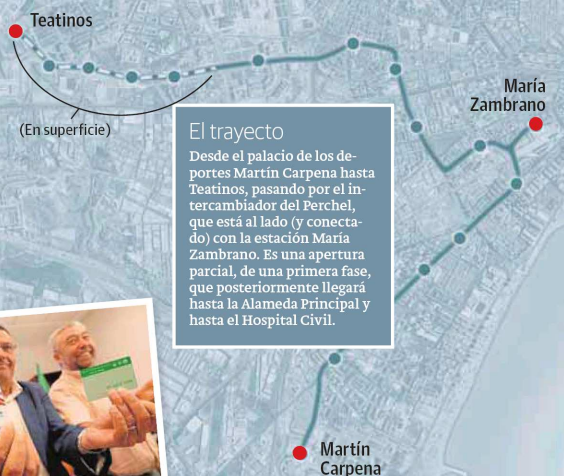 Teatinos
(En superficie)
María
Zambrano
El trayecto
Desde el palacio de los de-
portes Martín Carpena hasta
Teatinos, pasando por el in-
tercambiador del Perchel,
que está al lado (y conecta-
do) con la estación María
Zambrano. Es una apertura
parcial, de una primera fase,
que posteriormente llegará
hasta la Alameda Principal y
hasta el Hospital Civil.
Martín
Carpena